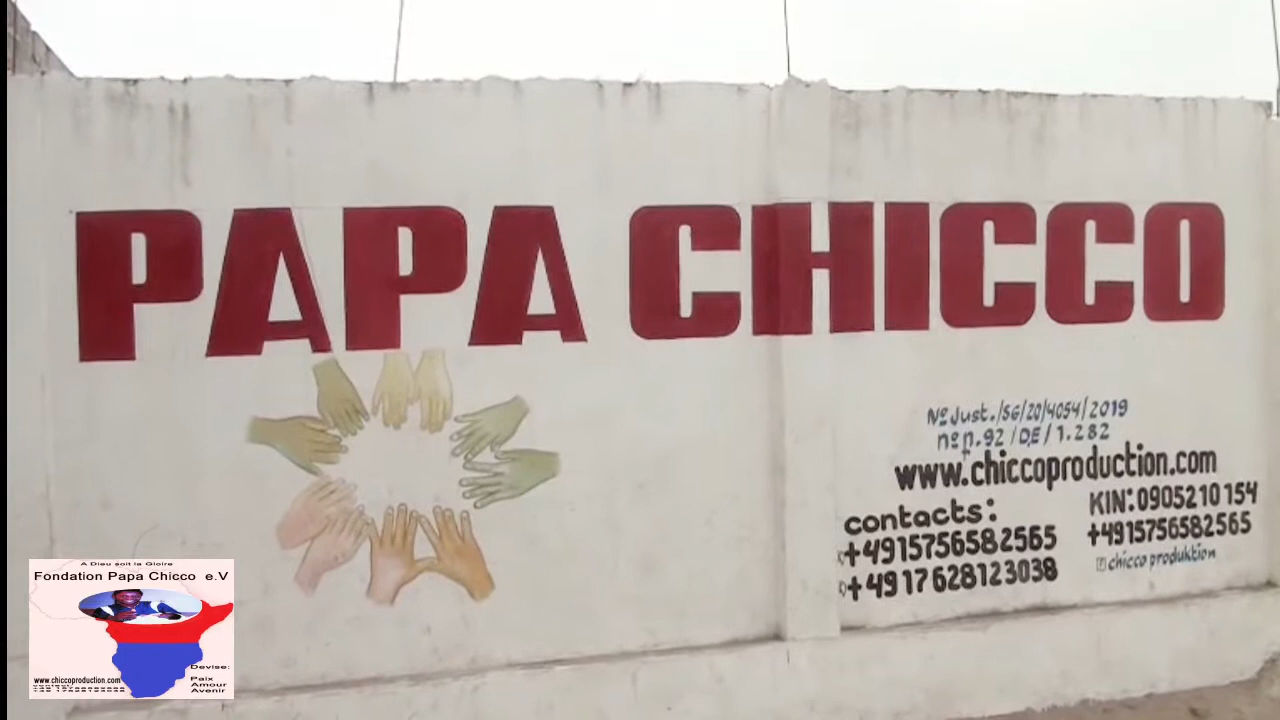 PAPA CHICCO
Nº Just./SG/20/4054/2019
nº p.92/DE/1.282
www.chiccoproduction.com
contacts:
+4915756582565
+4917628123038
KIN: 0905210154
+4915756582565
chicco produktion
A Dieu soit la Gloire
Fondation Papa Chicco e.V
Devise:
Paix
Amour
Avenir
www.chiccoproduction.com